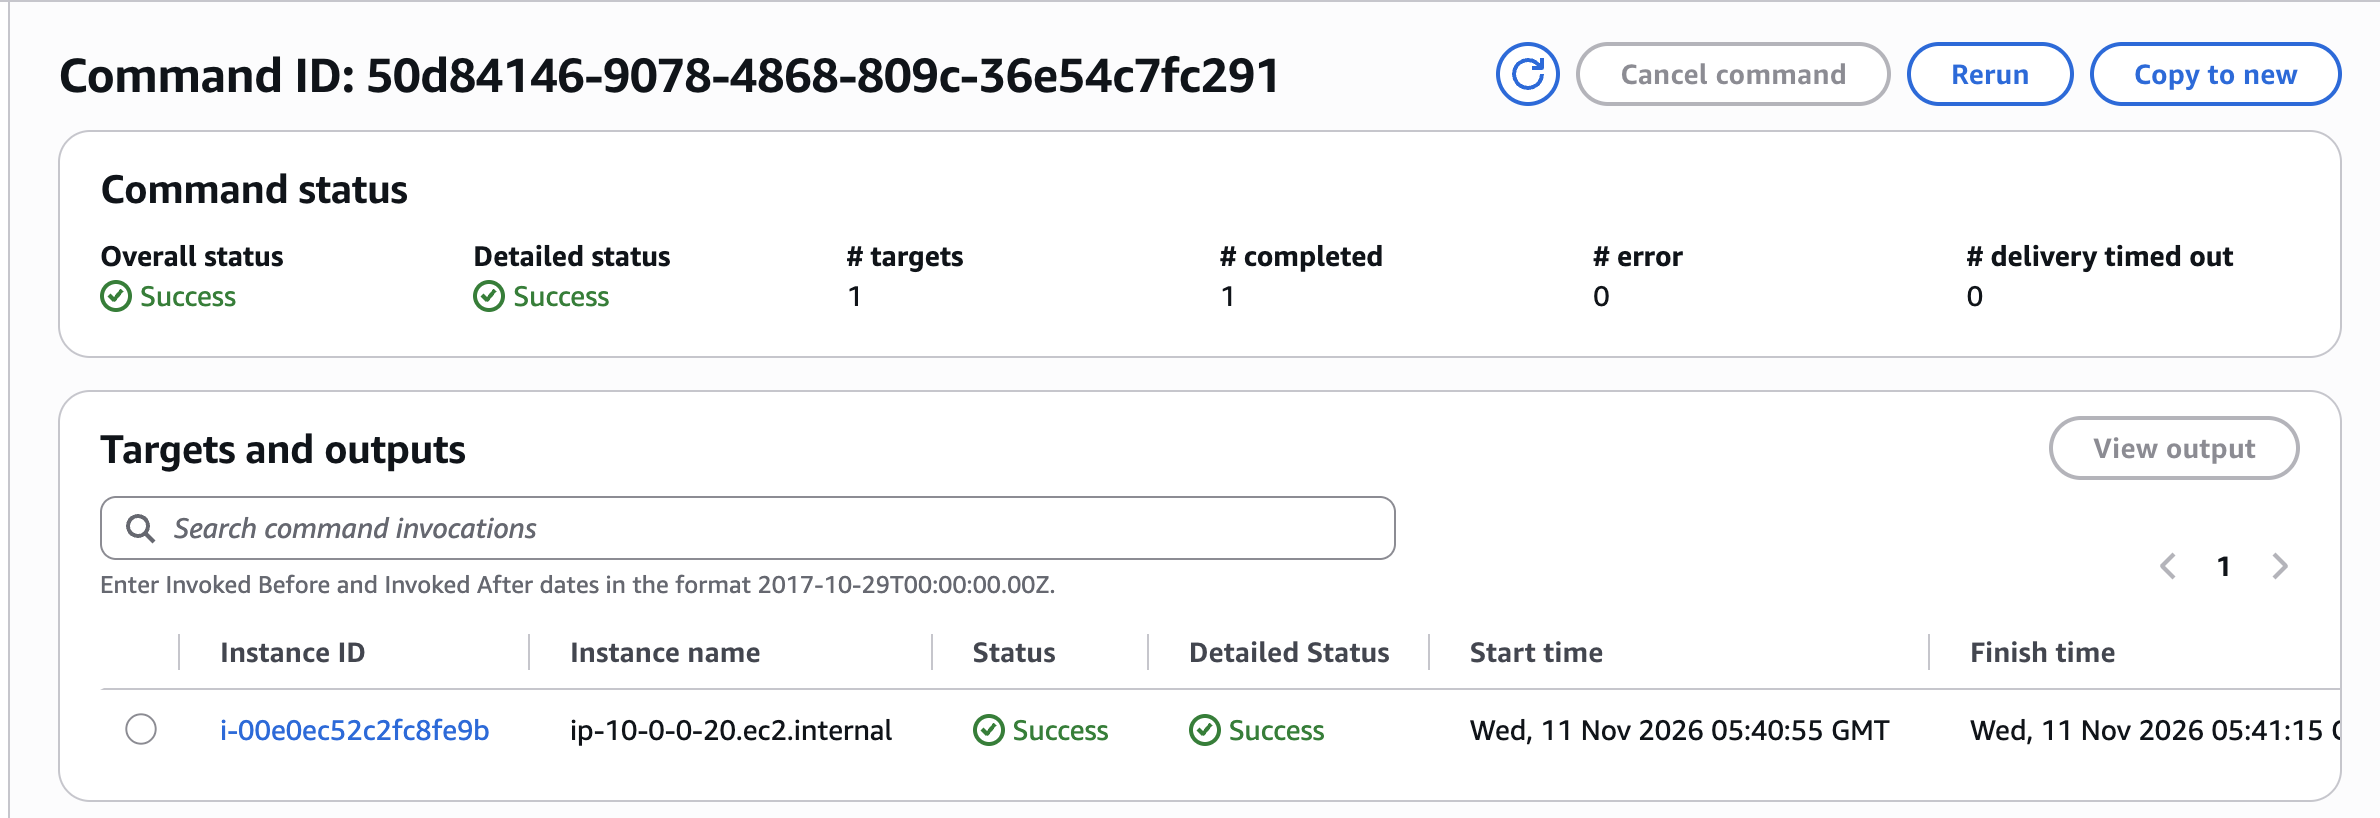 Command ID: 50d84146-9078-4868-809c-36e54c7fc291
Cancel command
Rerun
Copy to new
Command status
Overall status
Success
Detailed status
Success
# targets
1
# completed
1
# error
0
# delivery timed out
0
Targets and outputs
View output
Search command invocations
Enter Invoked Before and Invoked After dates in the format 2017-10-29T00:00:00.00Z.
1
Instance ID Instance name Status Detailed Status Start time Finish time
i-00e0ec52c2fc8fe9b ip-10-0-0-20.ec2.internal Success Success Wed, 11 Nov 2026 05:40:55 GMT Wed, 11 Nov 2026 05:41:15